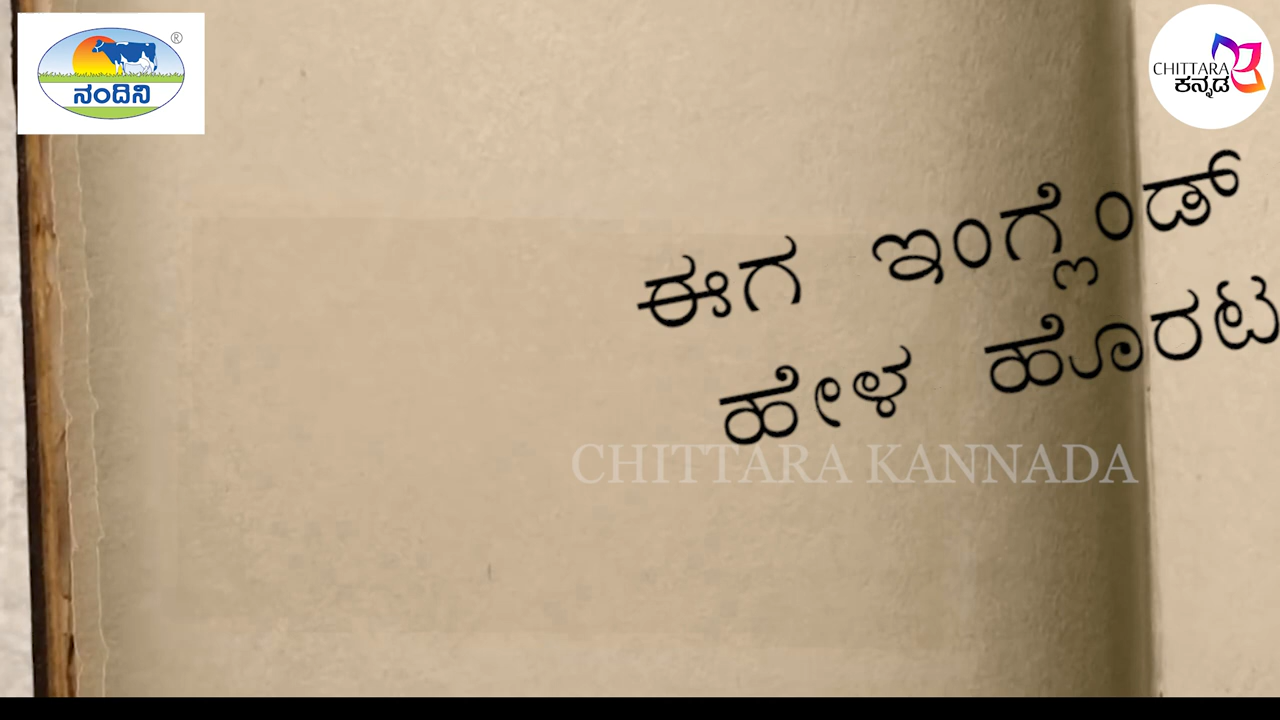 ನಂದಿನಿ
®
CHITTARA
ಕನ್ನಡ
ಈಗ ಇಂಗ್ಲೆಂಡ್
ಹೇಳ ಹೊರಟ
CHITTARA KANNADA